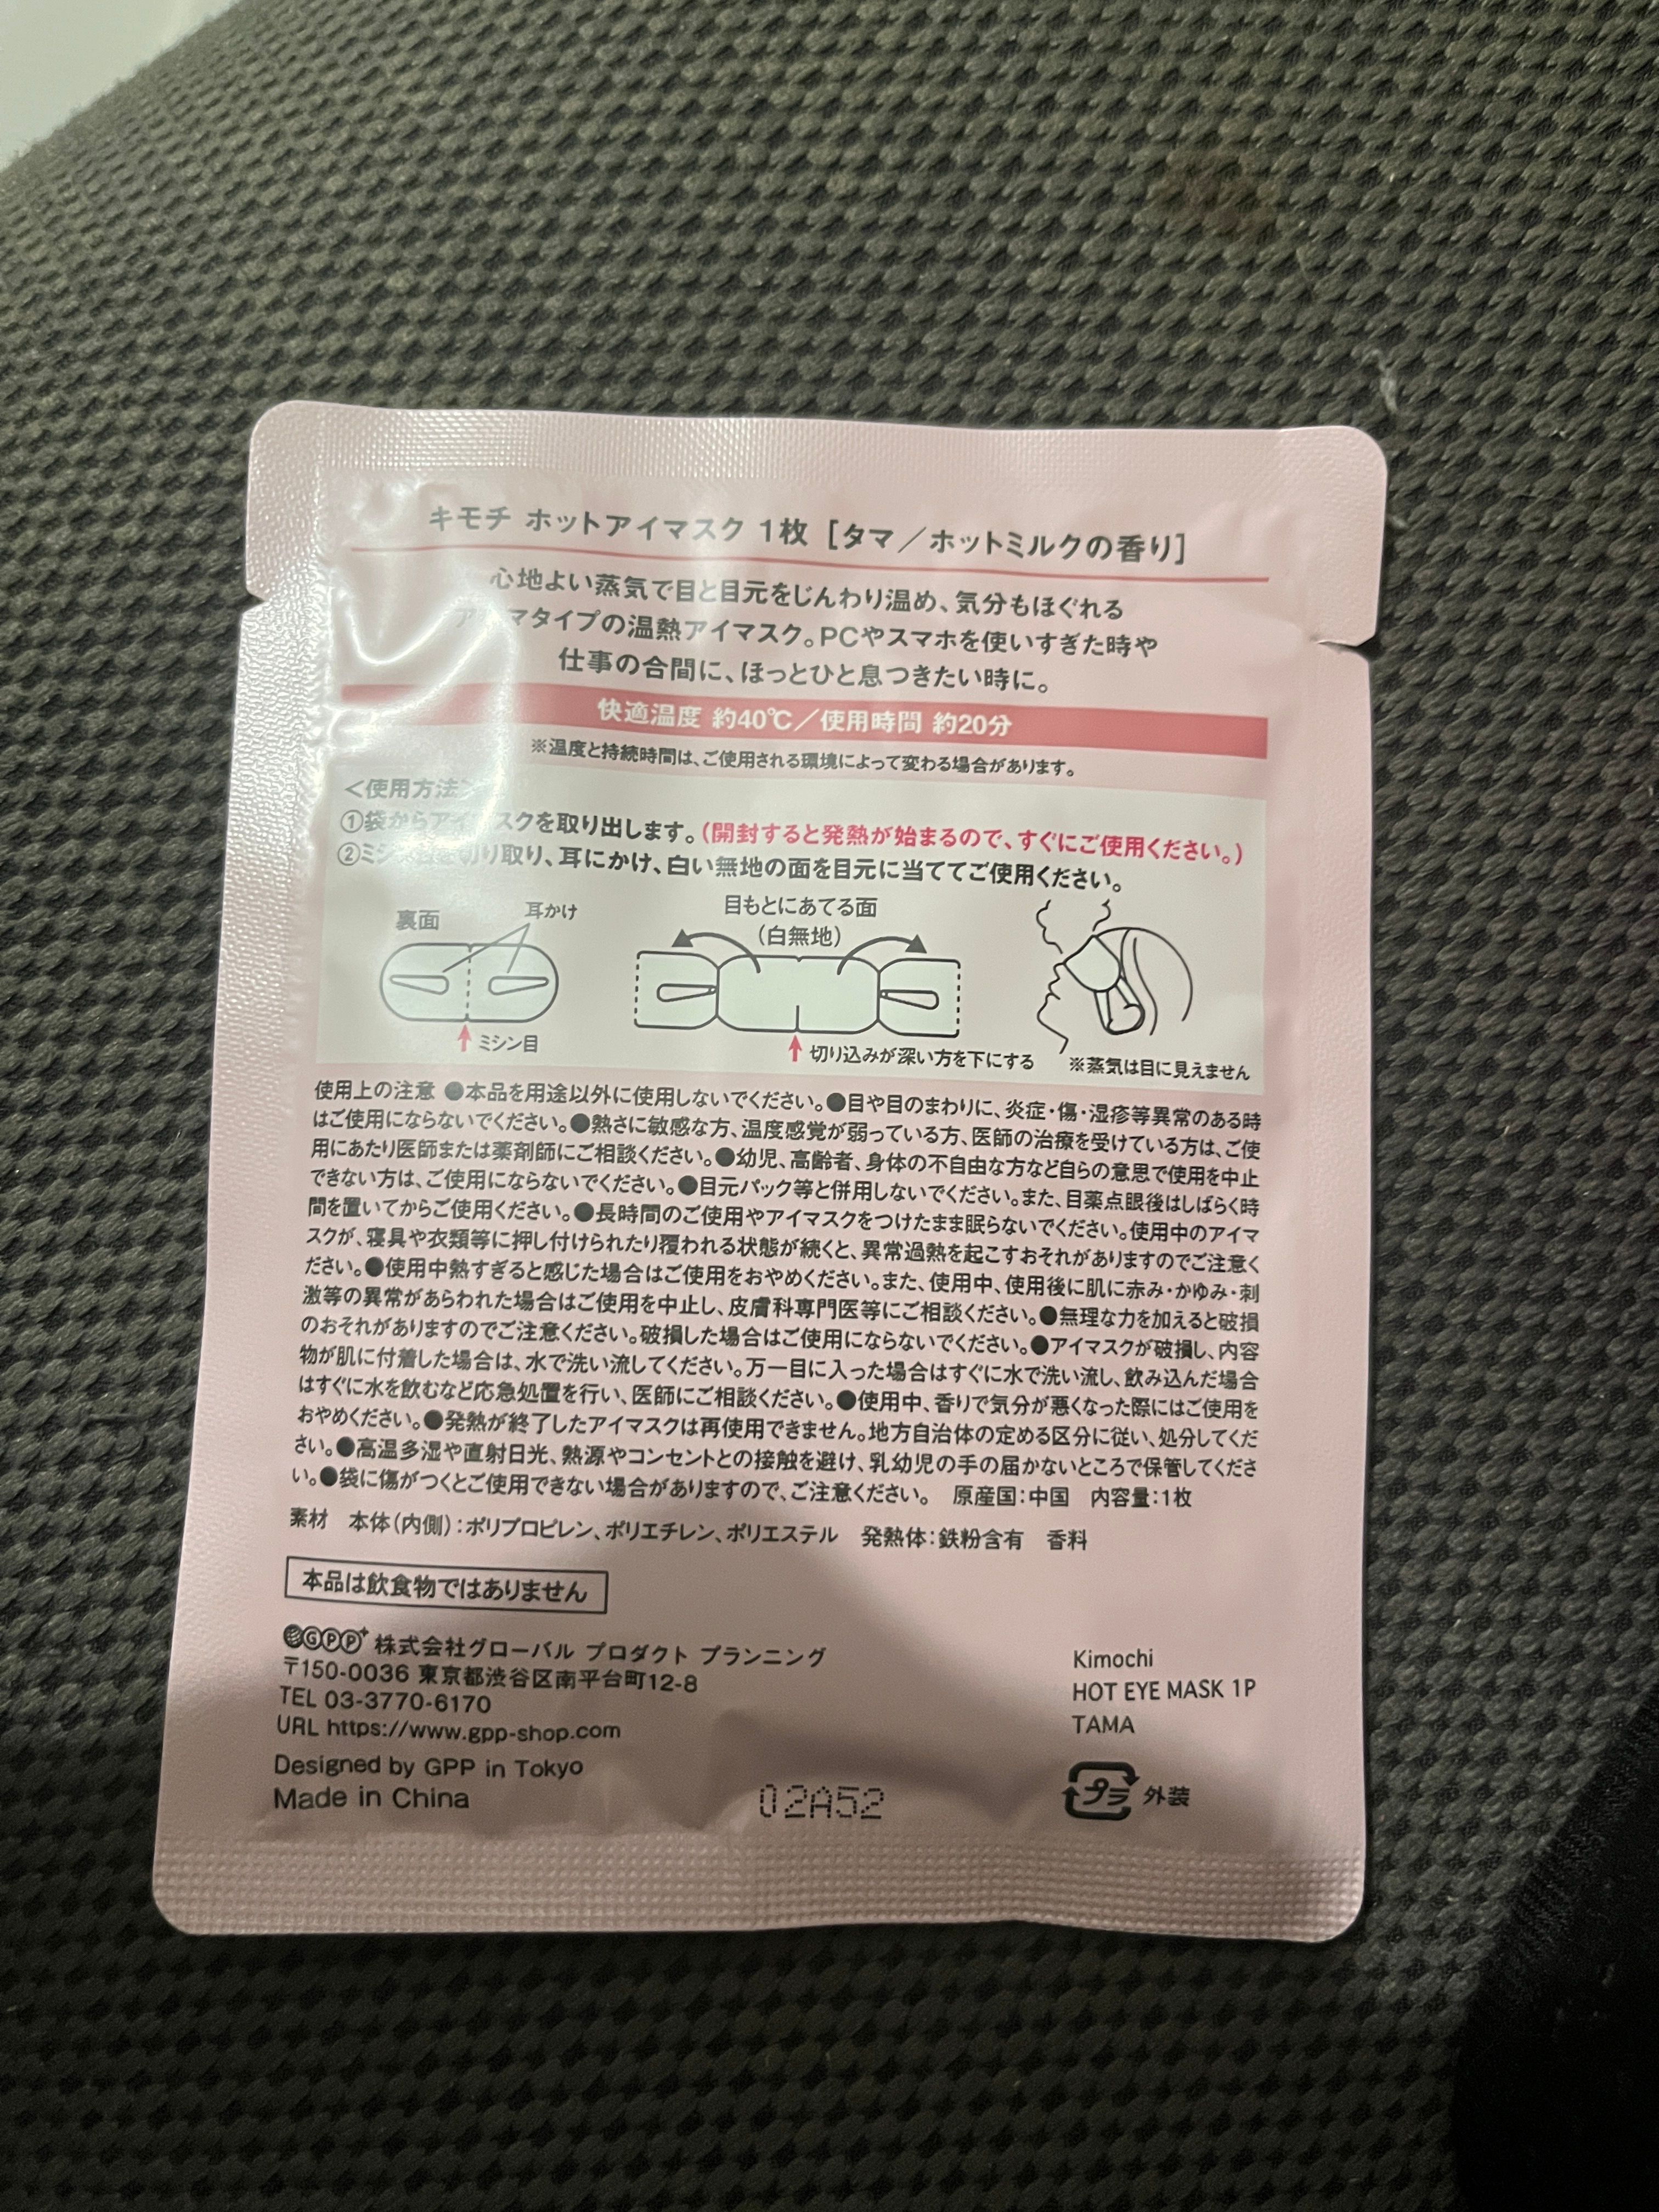 キモチ ホットアイマスク 1枚 [タマ／ホットミルクの香り]
心地よい蒸気で目と目元をじんわり温め、気分もほぐれる
アロマタイプの温熱アイマスク。PCやスマホを使いすぎた時や
仕事の合間に、ほっとひと息つきたい時に。
快適温度 約40℃／使用時間 約20分
※温度と持続時間は、ご使用される環境によって変わる場合があります。
＜使用方法＞
①袋からアイマスクを取り出します。(開封すると発熱が始まるので、すぐにご使用ください。)
②ミシン目を切り取り、耳にかけ、白い無地の面を目元に当ててご使用ください。
裏面
耳かけ
ミシン目
目もとにあてる面
(白無地)
切り込みが深い方を下にする
※蒸気は目に見えません
使用上の注意 ●本品を用途以外に使用しないでください。●目や目のまわりに、炎症・傷・湿疹等異常のある時
はご使用にならないでください。●熱さに敏感な方、温度感覚が弱っている方、医師の治療を受けている方は、ご使
用にあたり医師または薬剤師にご相談ください。●幼児、高齢者、身体の不自由な方など自らの意思で使用を中止
できない方は、ご使用にならないでください。●目元パック等と併用しないでください。また、目薬点眼後はしばらく時
間を置いてからご使用ください。●長時間のご使用やアイマスクをつけたまま眠らないでください。使用中のアイマ
スクが、寝具や衣類等に押し付けられたり覆われる状態が続くと、異常過熱を起こすおそれがありますのでご注意く
ださい。●使用中熱すぎると感じた場合はご使用をおやめください。また、使用中、使用後に肌に赤み・かゆみ・刺
激等の異常があらわれた場合はご使用を中止し、皮膚科専門医等にご相談ください。●無理な力を加えると破損
のおそれがありますのでご注意ください。破損した場合はご使用にならないでください。●アイマスクが破損し、内容
物が肌に付着した場合は、水で洗い流してください。万一目に入った場合はすぐに水で洗い流し、飲み込んだ場合
はすぐに水を飲むなど応急処置を行い、医師にご相談ください。●使用中、香りで気分が悪くなった際にはご使用を
おやめください。●発熱が終了したアイマスクは再使用できません。地方自治体の定める区分に従い、処分してくだ
さい。●高温多湿や直射日光、熱源やコンセントとの接触を避け、乳幼児の手の届かないところで保管してくださ
い。●袋に傷がつくとご使用できない場合がありますので、ご注意ください。 原産国：中国 内容量：1枚
素材 本体(内側)：ポリプロピレン、ポリエチレン、ポリエステル 発熱体：鉄粉含有 香料
本品は飲食物ではありません
GPP+ 株式会社グローバル プロダクト プランニング
〒150-0036 東京都渋谷区南平台町12-8
TEL 03-3770-6170
URL https://www.gpp-shop.com
Designed by GPP in Tokyo
Made in China
02A52
Kimochi
HOT EYE MASK 1P
TAMA
プラ 外装